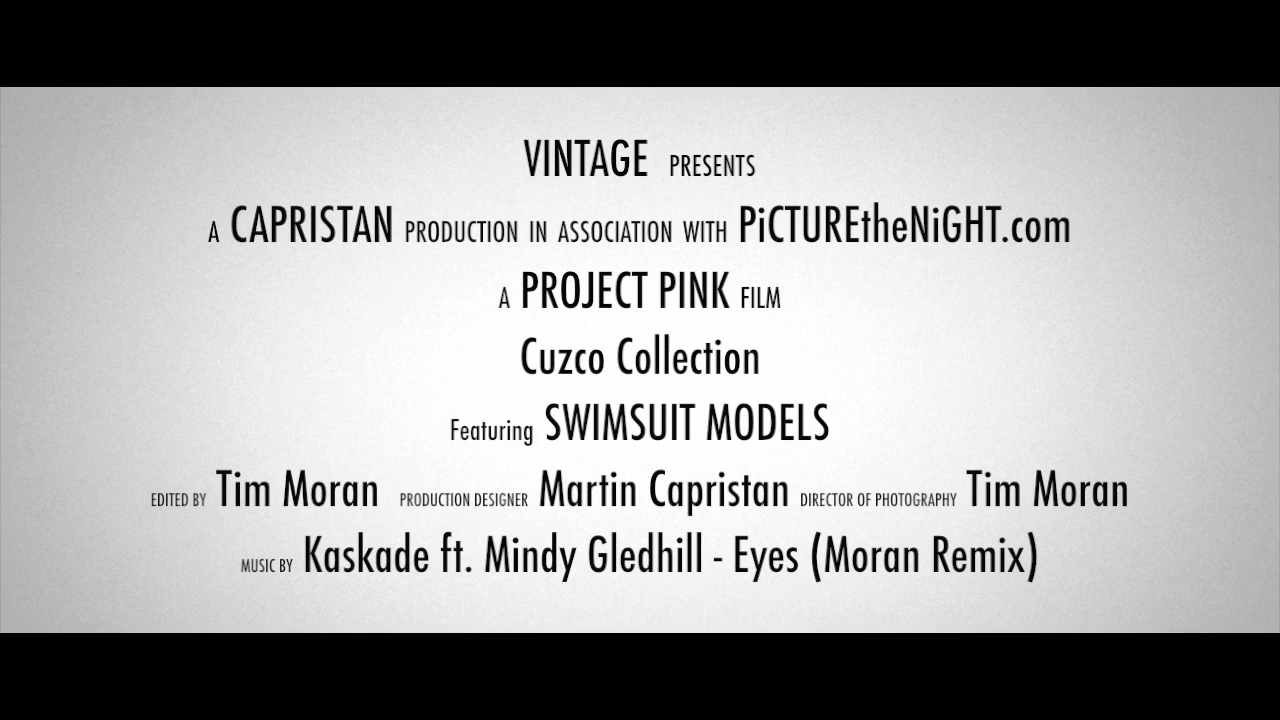 VINTAGE PRESENTS
A CAPRISTAN PRODUCTION IN ASSOCIATION WITH PiCTUREtheNiGHT.com
A PROJECT PINK FILM
Cuzco Collection
Featuring SWIMSUIT MODELS
EDITED BY Tim Moran PRODUCTION DESIGNER Martin Capristan DIRECTOR OF PHOTOGRAPHY Tim Moran
MUSIC BY Kaskade ft. Mindy Gledhill - Eyes (Moran Remix)